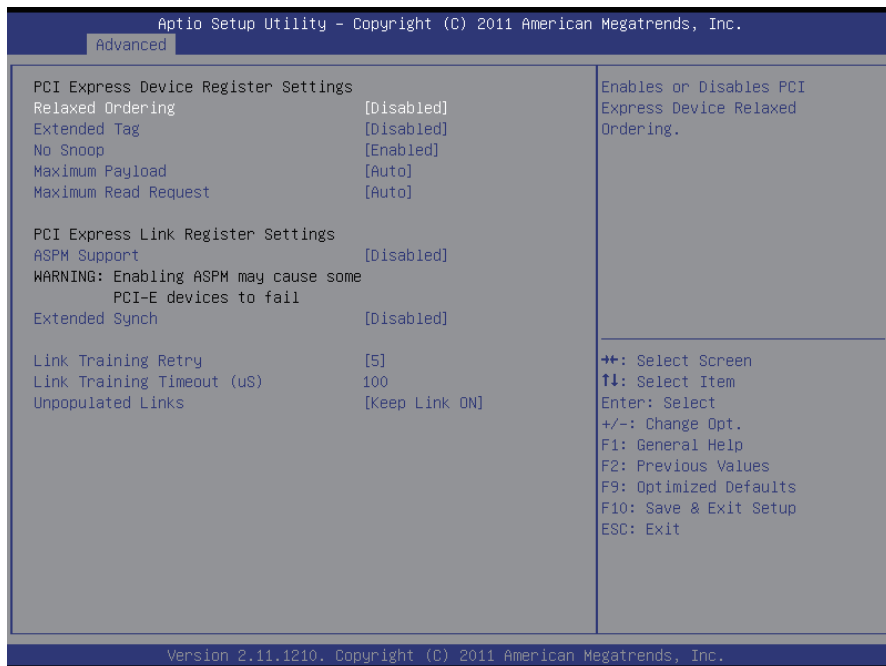 Aptio Setup Utility – Copyright (C) 2011 American Megatrends, Inc.
Advanced
PCI Express Device Register Settings
Relaxed Ordering [Disabled]
Extended Tag [Disabled]
No Snoop [Enabled]
Maximum Payload [Auto]
Maximum Read Request [Auto]
PCI Express Link Register Settings
ASPM Support [Disabled]
WARNING: Enabling ASPM may cause some
PCI-E devices to fail
Extended Synch [Disabled]
Link Training Retry [5]
Link Training Timeout (uS) 100
Unpopulated Links [Keep Link ON]
Enables or Disables PCI
Express Device Relaxed
Ordering.
→←: Select Screen
↑↓: Select Item
Enter: Select
+/-: Change Opt.
F1: General Help
F2: Previous Values
F9: Optimized Defaults
F10: Save & Exit Setup
ESC: Exit
Version 2.11.1210. Copyright (C) 2011 American Megatrends, Inc.